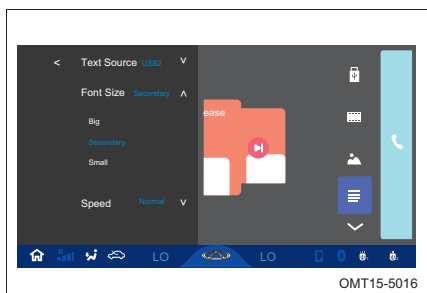 < Text Source USB2 ˅
Font Size Secondary ˄
ease
Big
Secondary
Small
Speed Normal ˅
LO LO
OMT15-5016